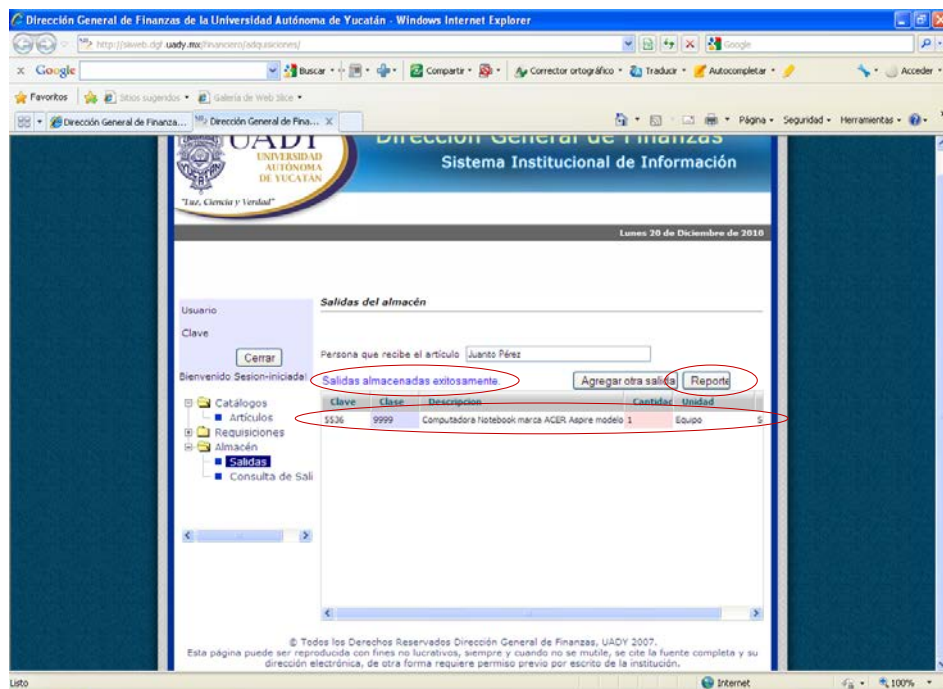 Dirección General de Finanzas de la Universidad Autónoma de Yucatán - Windows Internet Explorer
http://siiweb.dgf.uady.mx/financiero/adquisiciones/
Google
x Google
Buscar
Compartir
Corrector ortográfico
Traducir
Autocompletar
Acceder
Favoritos
Sitios sugeridos
Galería de Web Slice
Dirección General de Finanza...
Dirección General de Fina...
Página
Seguridad
Herramientas
UADY
UNIVERSIDAD
AUTÓNOMA
DE YUCATÁN
"Luz, Ciencia y Verdad"
Dirección General de Finanzas
Sistema Institucional de Información
Lunes 20 de Diciembre de 2010
Usuario
Clave
Cerrar
Bienvenido Sesion-iniciada!
Catálogos
Artículos
Requisiciones
Almacén
Salidas
Consulta de Sali
Salidas del almacén
Persona que recibe el artículo Juanto Pérez
Salidas almacenadas exitosamente.
Agregar otra salida
Reporte
Clave Clase Descripcion Cantidad Unidad
5536 9999 Computadora Notebook marca ACER Aspire modelo 1 Equipo S
© Todos los Derechos Reservados Dirección General de Finanzas, UADY 2007.
Esta página puede ser reproducida con fines no lucrativos, siempre y cuando no se mutile, se cite la fuente completa y su
dirección electrónica, de otra forma requiere permiso previo por escrito de la institución.
Listo
Internet
100%